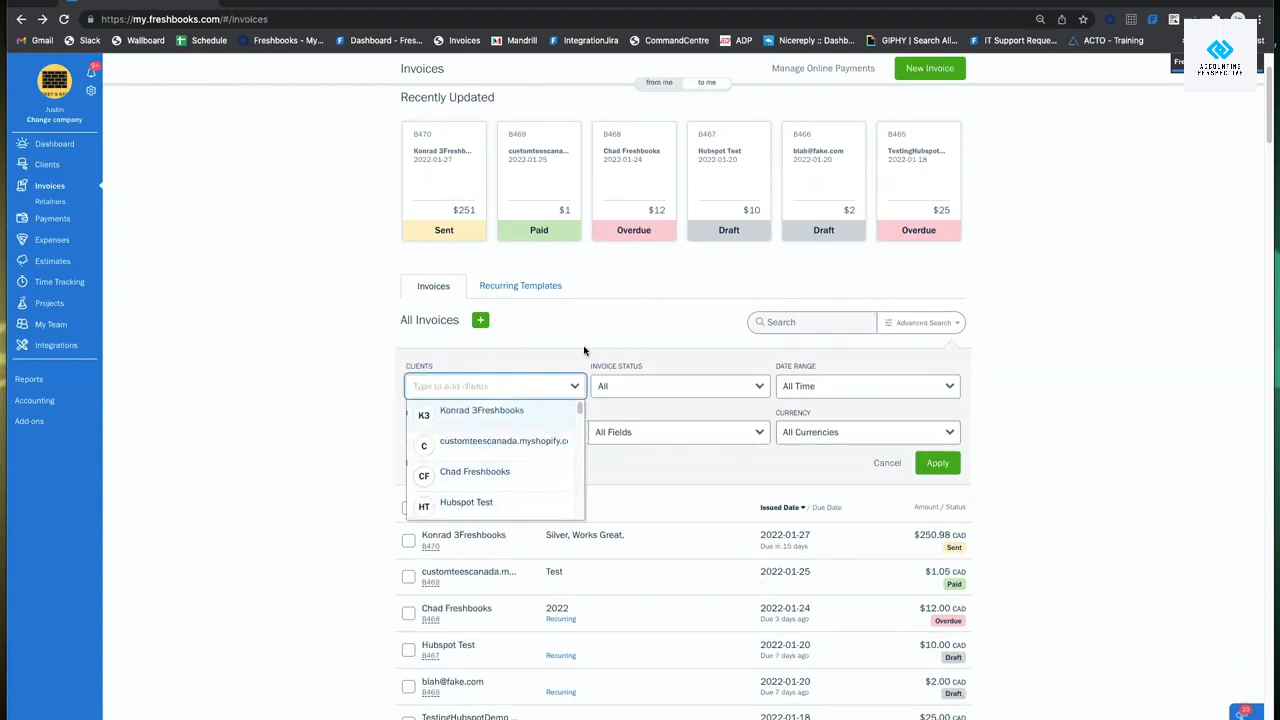 https://my.freshbooks.com/#/invoices
Gmail
Slack
Wallboard
Schedule
Freshbooks - My...
Dashboard - Fres...
Invoices
Mandrill
IntegrationJira
CommandCentre
ADP
Nicereply :: Dashb...
GIPHY | Search All...
IT Support Reque...
ACTO - Training
ACCOUNTING
PERSPECTIVE
9+
Justin
Change company
Dashboard
Clients
Invoices
Retainers
Payments
Expenses
Estimates
Time Tracking
Projects
My Team
Integrations
Reports
Accounting
Add-ons
Invoices
Manage Online Payments
New Invoice
from me
to me
Recently Updated
B470
Konrad 3Freshb...
2022-01-27
$251
Sent
B469
customteescana...
2022-01-25
$1
Paid
B468
Chad Freshbooks
2022-01-24
$12
Overdue
B467
Hubspot Test
2022-01-20
$10
Draft
B466
blah@fake.com
2022-01-20
$2
Draft
B465
TestingHubspot...
2022-01-18
$25
Overdue
Invoices
Recurring Templates
All Invoices +
Search
Advanced Search
CLIENTS
Type to add clients
INVOICE STATUS
All
DATE RANGE
All Time
K3 Konrad 3Freshbooks
C customteescanada.myshopify.co
CF Chad Freshbooks
HT Hubspot Test
All Fields
CURRENCY
All Currencies
Cancel
Apply
Issued Date / Due Date
Amount / Status
Konrad 3Freshbooks
B470
Silver, Works Great,
2022-01-27
Due in 15 days
$250.98 CAD
Sent
customteescanada.m...
B469
Test
2022-01-25
$1.05 CAD
Paid
Chad Freshbooks
B468
2022
Recurring
2022-01-24
Due 3 days ago
$12.00 CAD
Overdue
Hubspot Test
B467
Recurring
2022-01-20
Due 7 days ago
$10.00 CAD
Draft
blah@fake.com
B466
Recurring
2022-01-20
Due 7 days ago
$2.00 CAD
Draft
TestingHubspotDemo ...
2022-01-18
$25.00 CAD
23